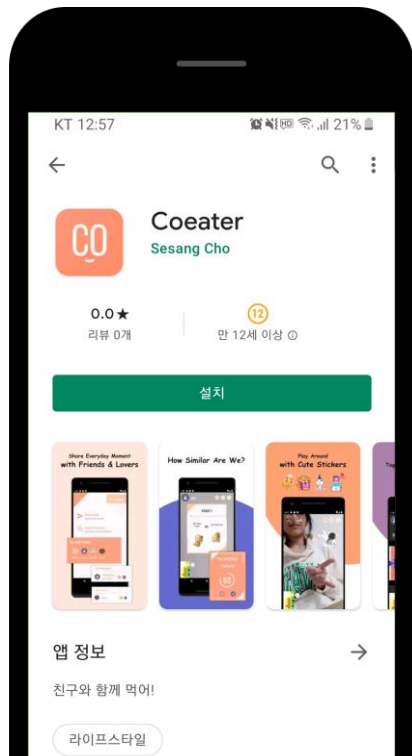 KT 12:57
21%
CO
Coeater
Sesang Cho
0.0★
리뷰 0개
12
만 12세 이상
설치
Share Everyday Moment
with Friends & Lovers
How Similar Are We?
Play Around
with Cute Stickers
앱 정보
친구와 함께 먹어!
라이프스타일